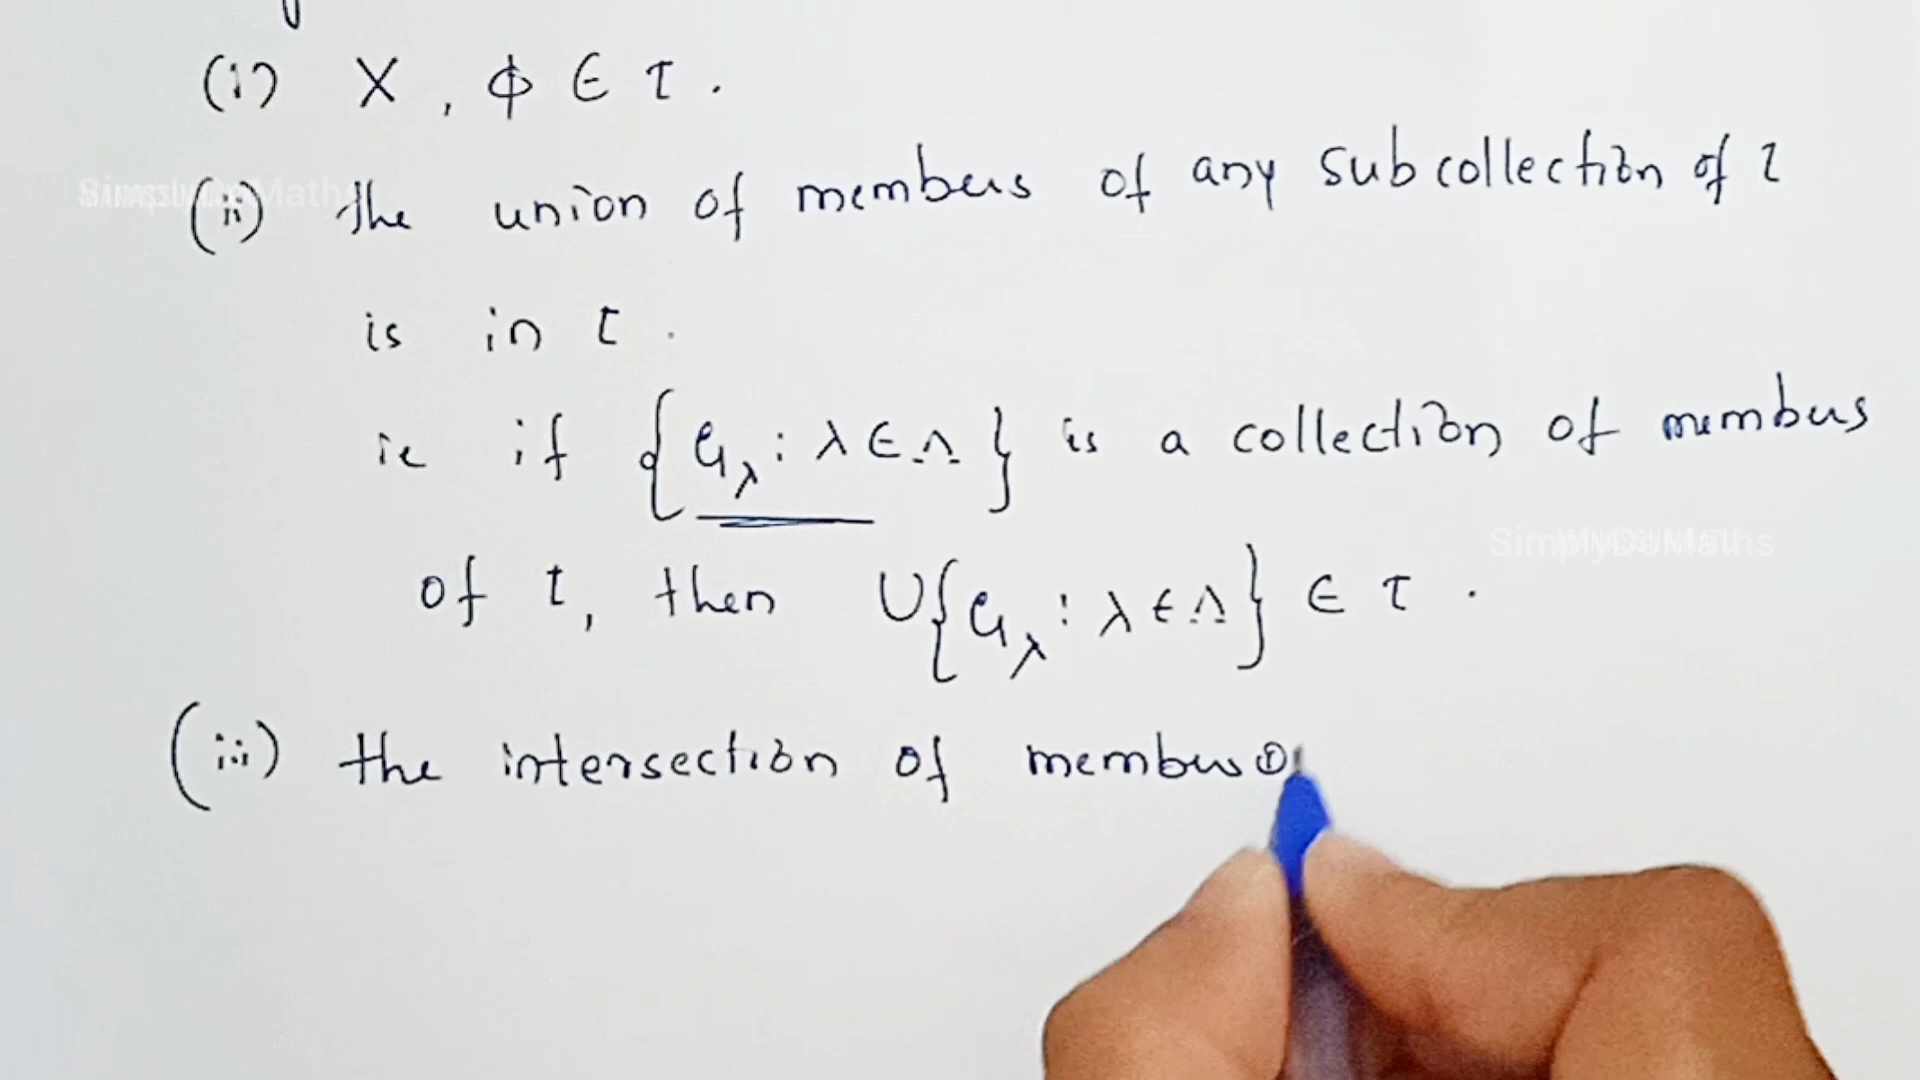 (i) X, ϕ ∈ τ.
(ii) the union of members of any subcollection of τ
is in τ.
ie if {G_λ : λ ∈ Λ} is a collection of members
of τ, then ∪{G_λ : λ ∈ Λ} ∈ τ.
(iii) the intersection of members
SimplyDoMaths